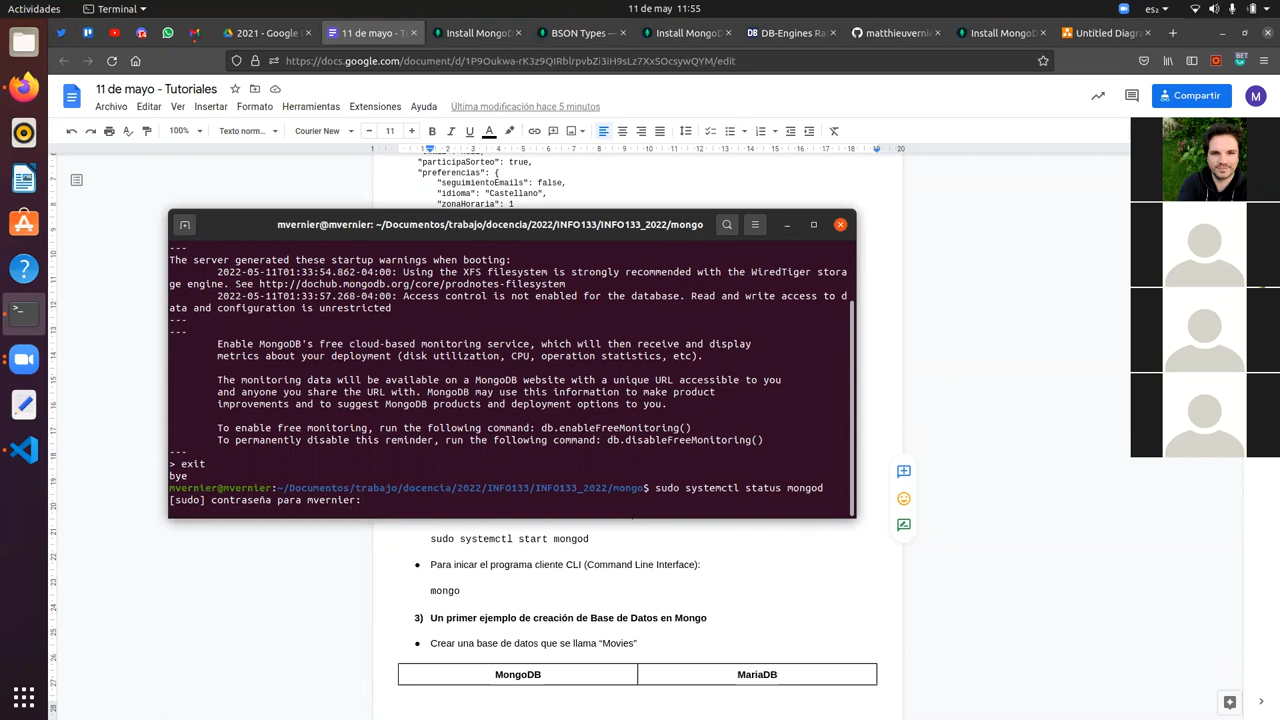 Actividades
Terminal
11 de may 11:55
es₂
2021 - Google D
11 de mayo - Tu
Install MongoD
BSON Types —
Install MongoD
DB-Engines Ra
matthieuvernie
Install MongoD
Untitled Diagra
https://docs.google.com/document/d/1P9Oukwa-rK3z9QIRblrpvbZi3iH9sLz7XxSOcsywQYM/edit
11 de mayo - Tutoriales
Archivo Editar Ver Insertar Formato Herramientas Extensiones Ayuda Última modificación hace 5 minutos
Compartir
M
100% Texto norm... Courier New 11
"participaSorteo": true,
"preferencias": {
"seguimientoEmails": false,
"idioma": "Castellano",
"zonaHoraria": 1
mvernier@mvernier: ~/Documentos/trabajo/docencia/2022/INFO133/INFO133_2022/mongo
---
The server generated these startup warnings when booting:
2022-05-11T01:33:54.862-04:00: Using the XFS filesystem is strongly recommended with the WiredTiger stora
ge engine. See http://dochub.mongodb.org/core/prodnotes-filesystem
2022-05-11T01:33:57.268-04:00: Access control is not enabled for the database. Read and write access to d
ata and configuration is unrestricted
---
---
Enable MongoDB's free cloud-based monitoring service, which will then receive and display
metrics about your deployment (disk utilization, CPU, operation statistics, etc).
The monitoring data will be available on a MongoDB website with a unique URL accessible to you
and anyone you share the URL with. MongoDB may use this information to make product
improvements and to suggest MongoDB products and deployment options to you.
To enable free monitoring, run the following command: db.enableFreeMonitoring()
To permanently disable this reminder, run the following command: db.disableFreeMonitoring()
---
> exit
bye
mvernier@mvernier:~/Documentos/trabajo/docencia/2022/INFO133/INFO133_2022/mongo$ sudo systemctl status mongod
[sudo] contraseña para mvernier:
sudo systemctl start mongod
● Para inicar el programa cliente CLI (Command Line Interface):
mongo
3) Un primer ejemplo de creación de Base de Datos en Mongo
● Crear una base de datos que se llama “Movies”
MongoDB MariaDB